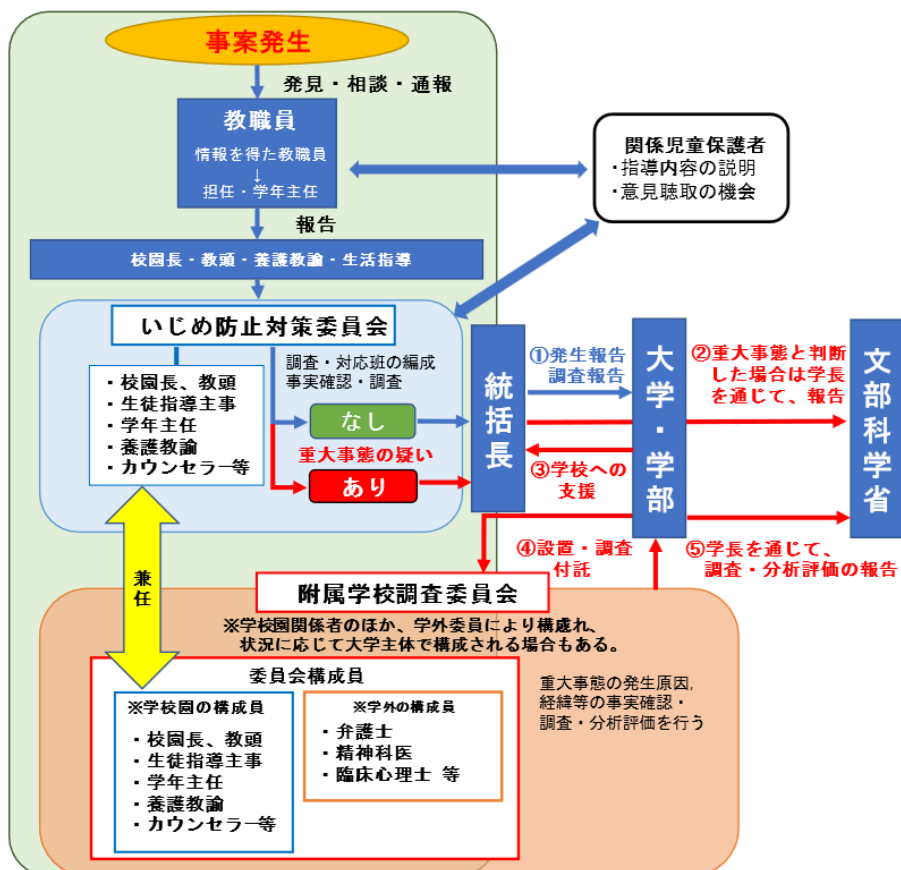 事案発生
発見・相談・通報
教職員
情報を得た教職員
↓
担任・学年主任
報告
校園長・教頭・養護教諭・生活指導
関係児童保護者
・指導内容の説明
・意見聴取の機会
いじめ防止対策委員会
・校園長、教頭
・生徒指導主事
・学年主任
・養護教諭
・カウンセラー等
調査・対応班の編成
事実確認・調査
なし
重大事態の疑い
あり
統括長
①発生報告
調査報告
大学・学部
②重大事態と判断
した場合は学長
を通じて、報告
文部科学省
③学校への
支援
④設置・調査
付託
⑤学長を通じて、
調査・分析評価の報告
兼任
附属学校調査委員会
※学校園関係者のほか、学外委員により構慮れ、
状況に応じて大学主体で構成される場合もある。
委員会構成員
※学校園の構成員
・校園長、教頭
・生徒指導主事
・学年主任
・養護教諭
・カウンセラー等
※学外の構成員
・弁護士
・精神科医
・臨床心理士 等
重大事態の発生原因,
経緯等の事実確認・
調査・分析評価を行う